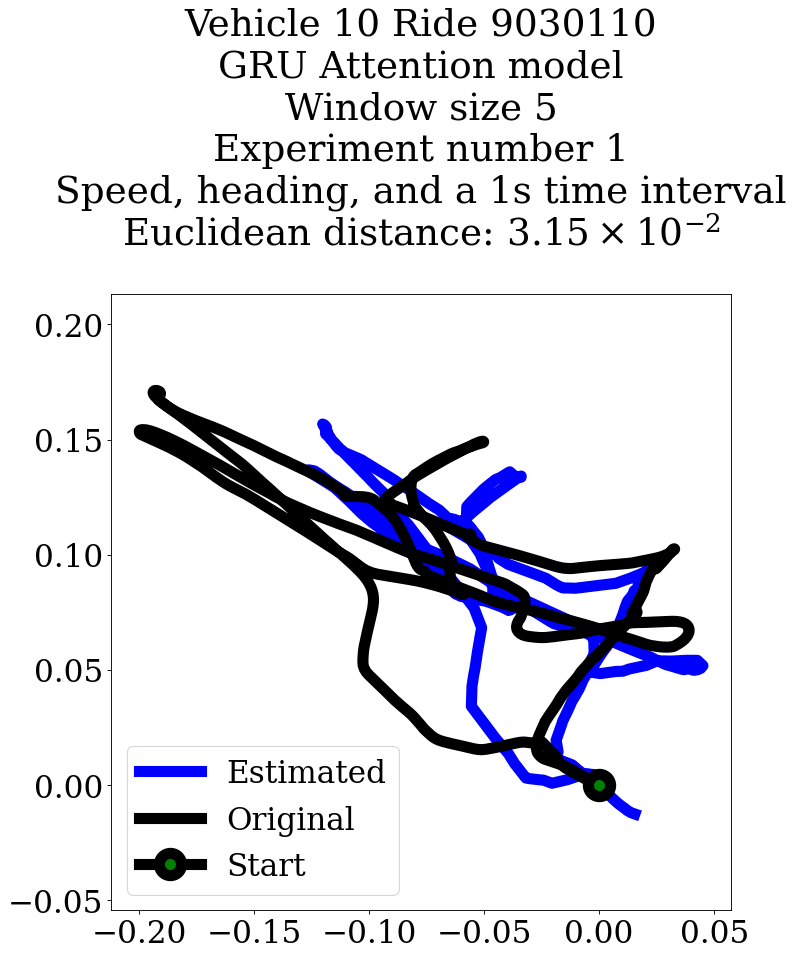 Vehicle 10 Ride 9030110
GRU Attention model
Window size 5
Experiment number 1
Speed, heading, and a 1s time interval
Euclidean distance: 3.15 × 10⁻²
0.20
0.15
0.10
0.05
0.00
−0.05
Estimated
Original
Start
−0.20 −0.15 −0.10 −0.05 0.00 0.05